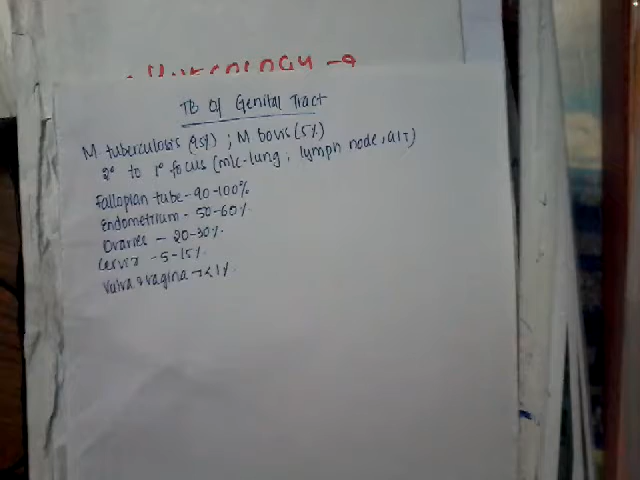 TB Of Genital Tract
M tuberculosis (95%) ; M bovis (5%)
2° to 1° focus (m/c-lung, lymph node, GIT)
Fallopian tube - 90-100%
Endometrium - 50-60%.
Ovaries - 20-30%.
Cervix - 5-15%.
Vulva & vagina -> <1%.